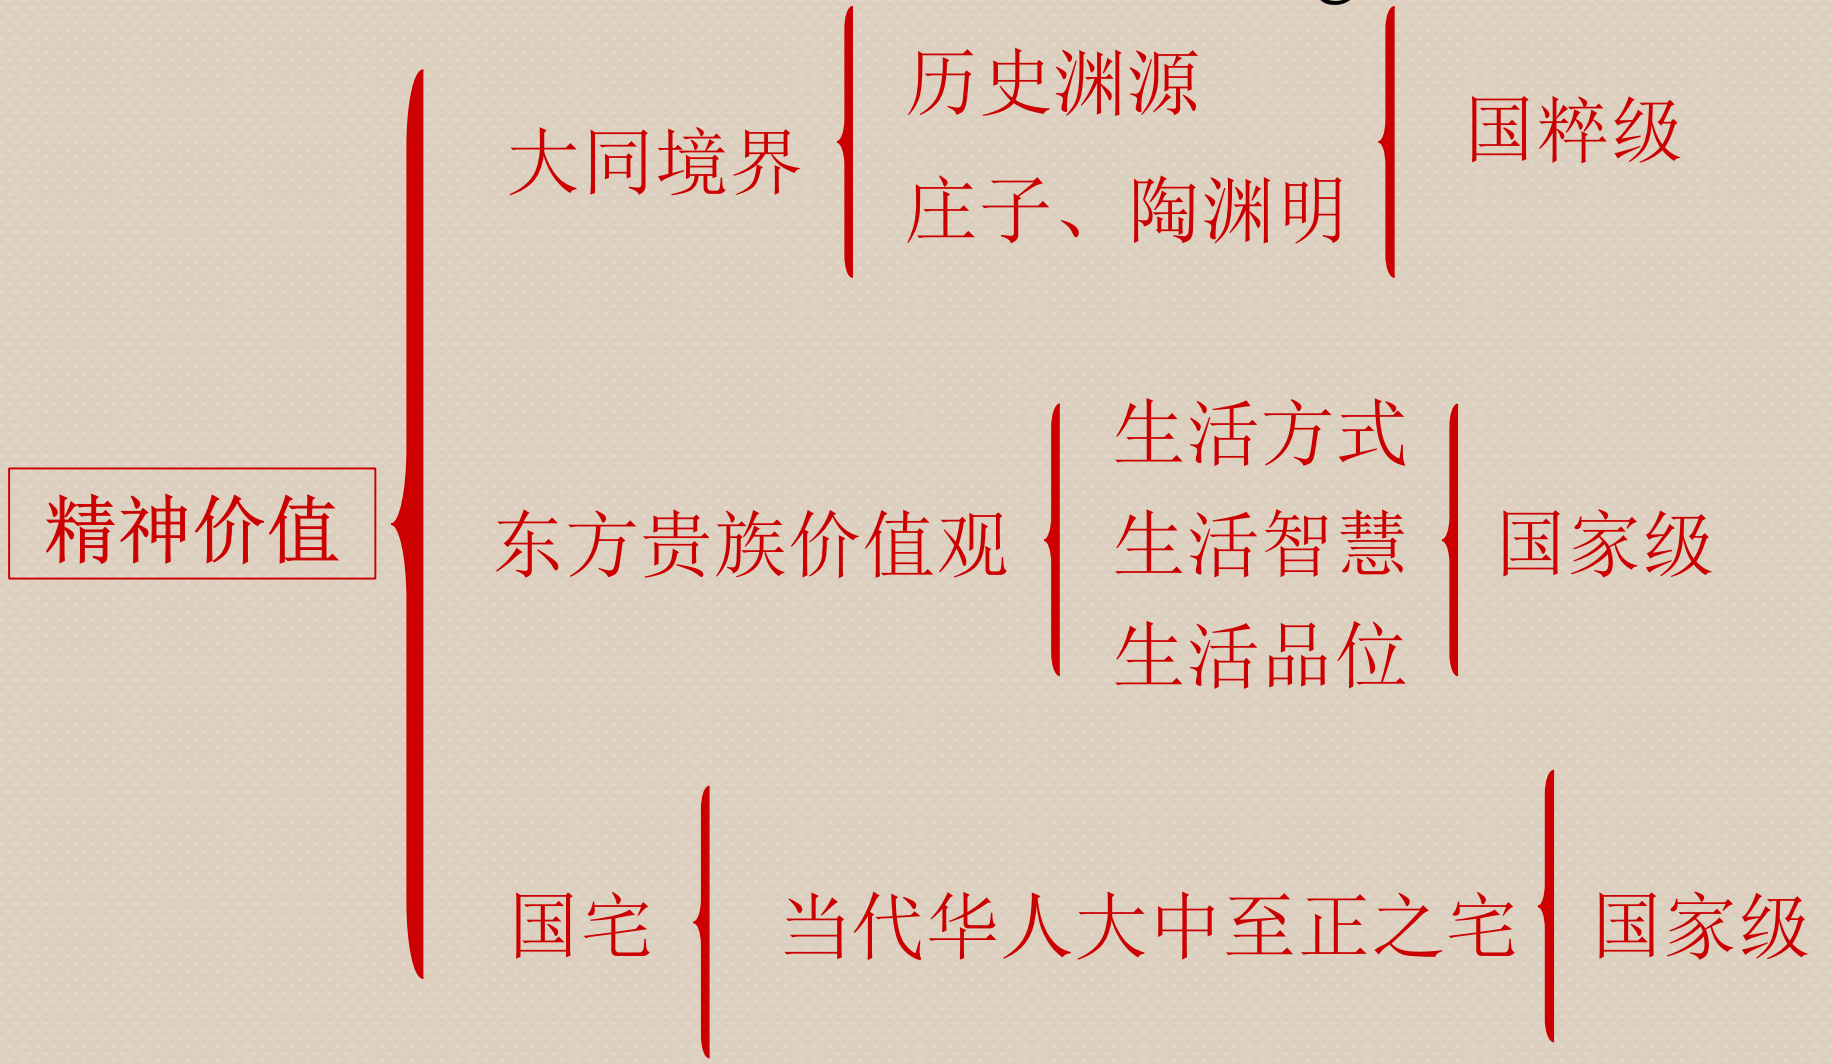 精神价值
大同境界
历史渊源
庄子、陶渊明
国粹级
东方贵族价值观
生活方式
生活智慧
生活品位
国家级
国宅
当代华人大中至正之宅
国家级